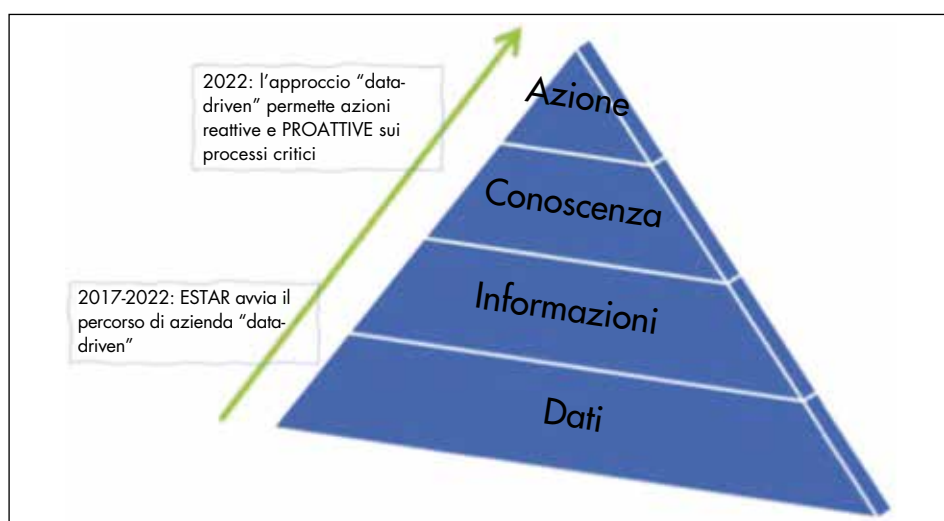 2022: l'approccio "data-
driven" permette azioni
reattive e PROATTIVE sui
processi critici
Azione
Conoscenza
2017-2022: ESTAR avvia il
percorso di azienda "data-
driven"
Informazioni
Dati